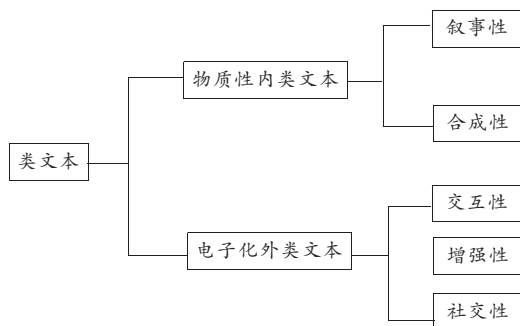 叙事性
物质性内类文本
合成性
类文本
交互性
电子化外类文本
增强性
社交性